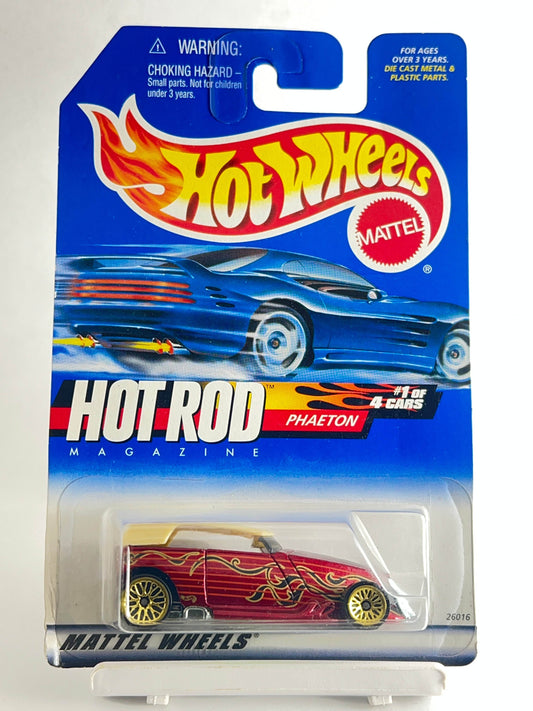 ⚠ WARNING:
CHOKING HAZARD –
Small parts. Not for children
under 3 years.
FOR AGES
OVER 3 YEARS.
DIE CAST METAL &
PLASTIC PARTS.
HOT WHEELS
MATTEL
®
HOT ROD™
MAGAZINE
PHAETON
#1 OF
4 CARS
26016
MATTEL WHEELS®